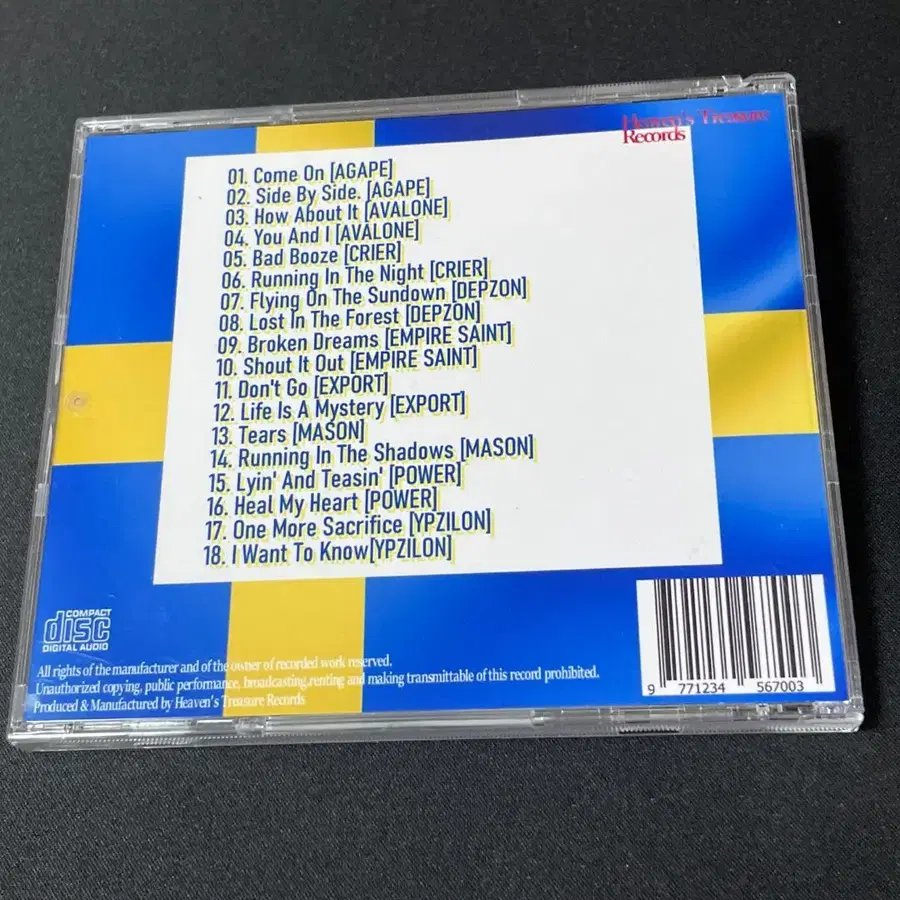 Heaven's Treasure
Records
01. Come On [AGAPE]
02. Side By Side. [AGAPE]
03. How About It [AVALONE]
04. You And I [AVALONE]
05. Bad Booze [CRIER]
06. Running In The Night [CRIER]
07. Flying On The Sundown [DEPZON]
08. Lost In The Forest [DEPZON]
09. Broken Dreams [EMPIRE SAINT]
10. Shout It Out [EMPIRE SAINT]
11. Don't Go [EXPORT]
12. Life Is A Mystery [EXPORT]
13. Tears [MASON]
14. Running In The Shadows [MASON]
15. Lyin' And Teasin' [POWER]
16. Heal My Heart [POWER]
17. One More Sacrifice [YPZILON]
18. I Want To Know[YPZILON]
COMPACT
disc
DIGITAL AUDIO
All rights of the manufacturer and of the owner of recorded work reserved.
Unauthorized copying, public performance, broadcasting,renting and making transmittable of this record prohibited.
Produced & Manufactured by Heaven's Treasure Records
9 771234 567003